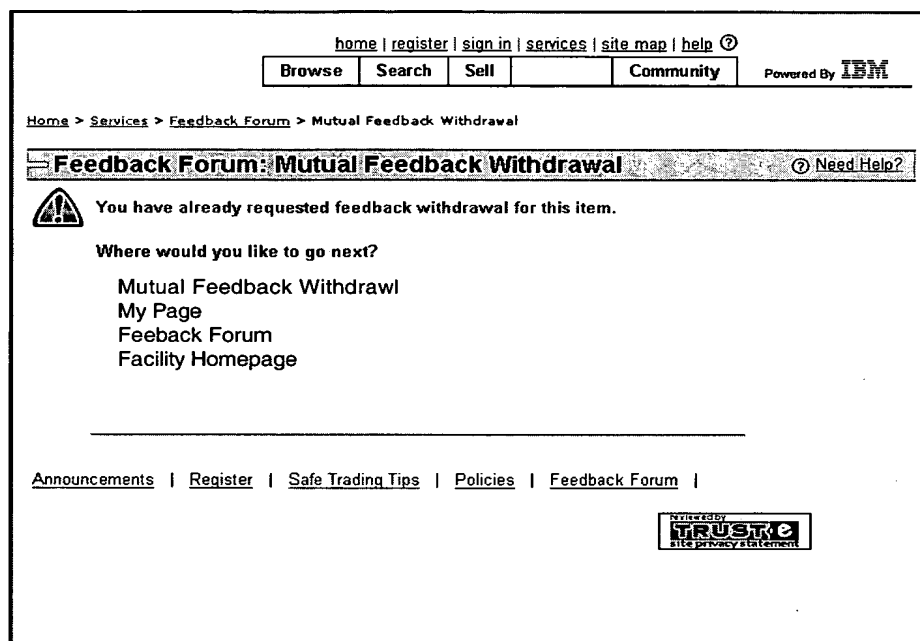 home | register | sign in | services | site map | help ?
Browse Search Sell Community Powered By IBM
Home > Services > Feedback Forum > Mutual Feedback Withdrawal
Feedback Forum: Mutual Feedback Withdrawal ? Need Help?
! You have already requested feedback withdrawal for this item.
Where would you like to go next?
Mutual Feedback Withdrawl
My Page
Feeback Forum
Facility Homepage
Announcements | Register | Safe Trading Tips | Policies | Feedback Forum |
reviewed by
TRUSTe
site privacy statement